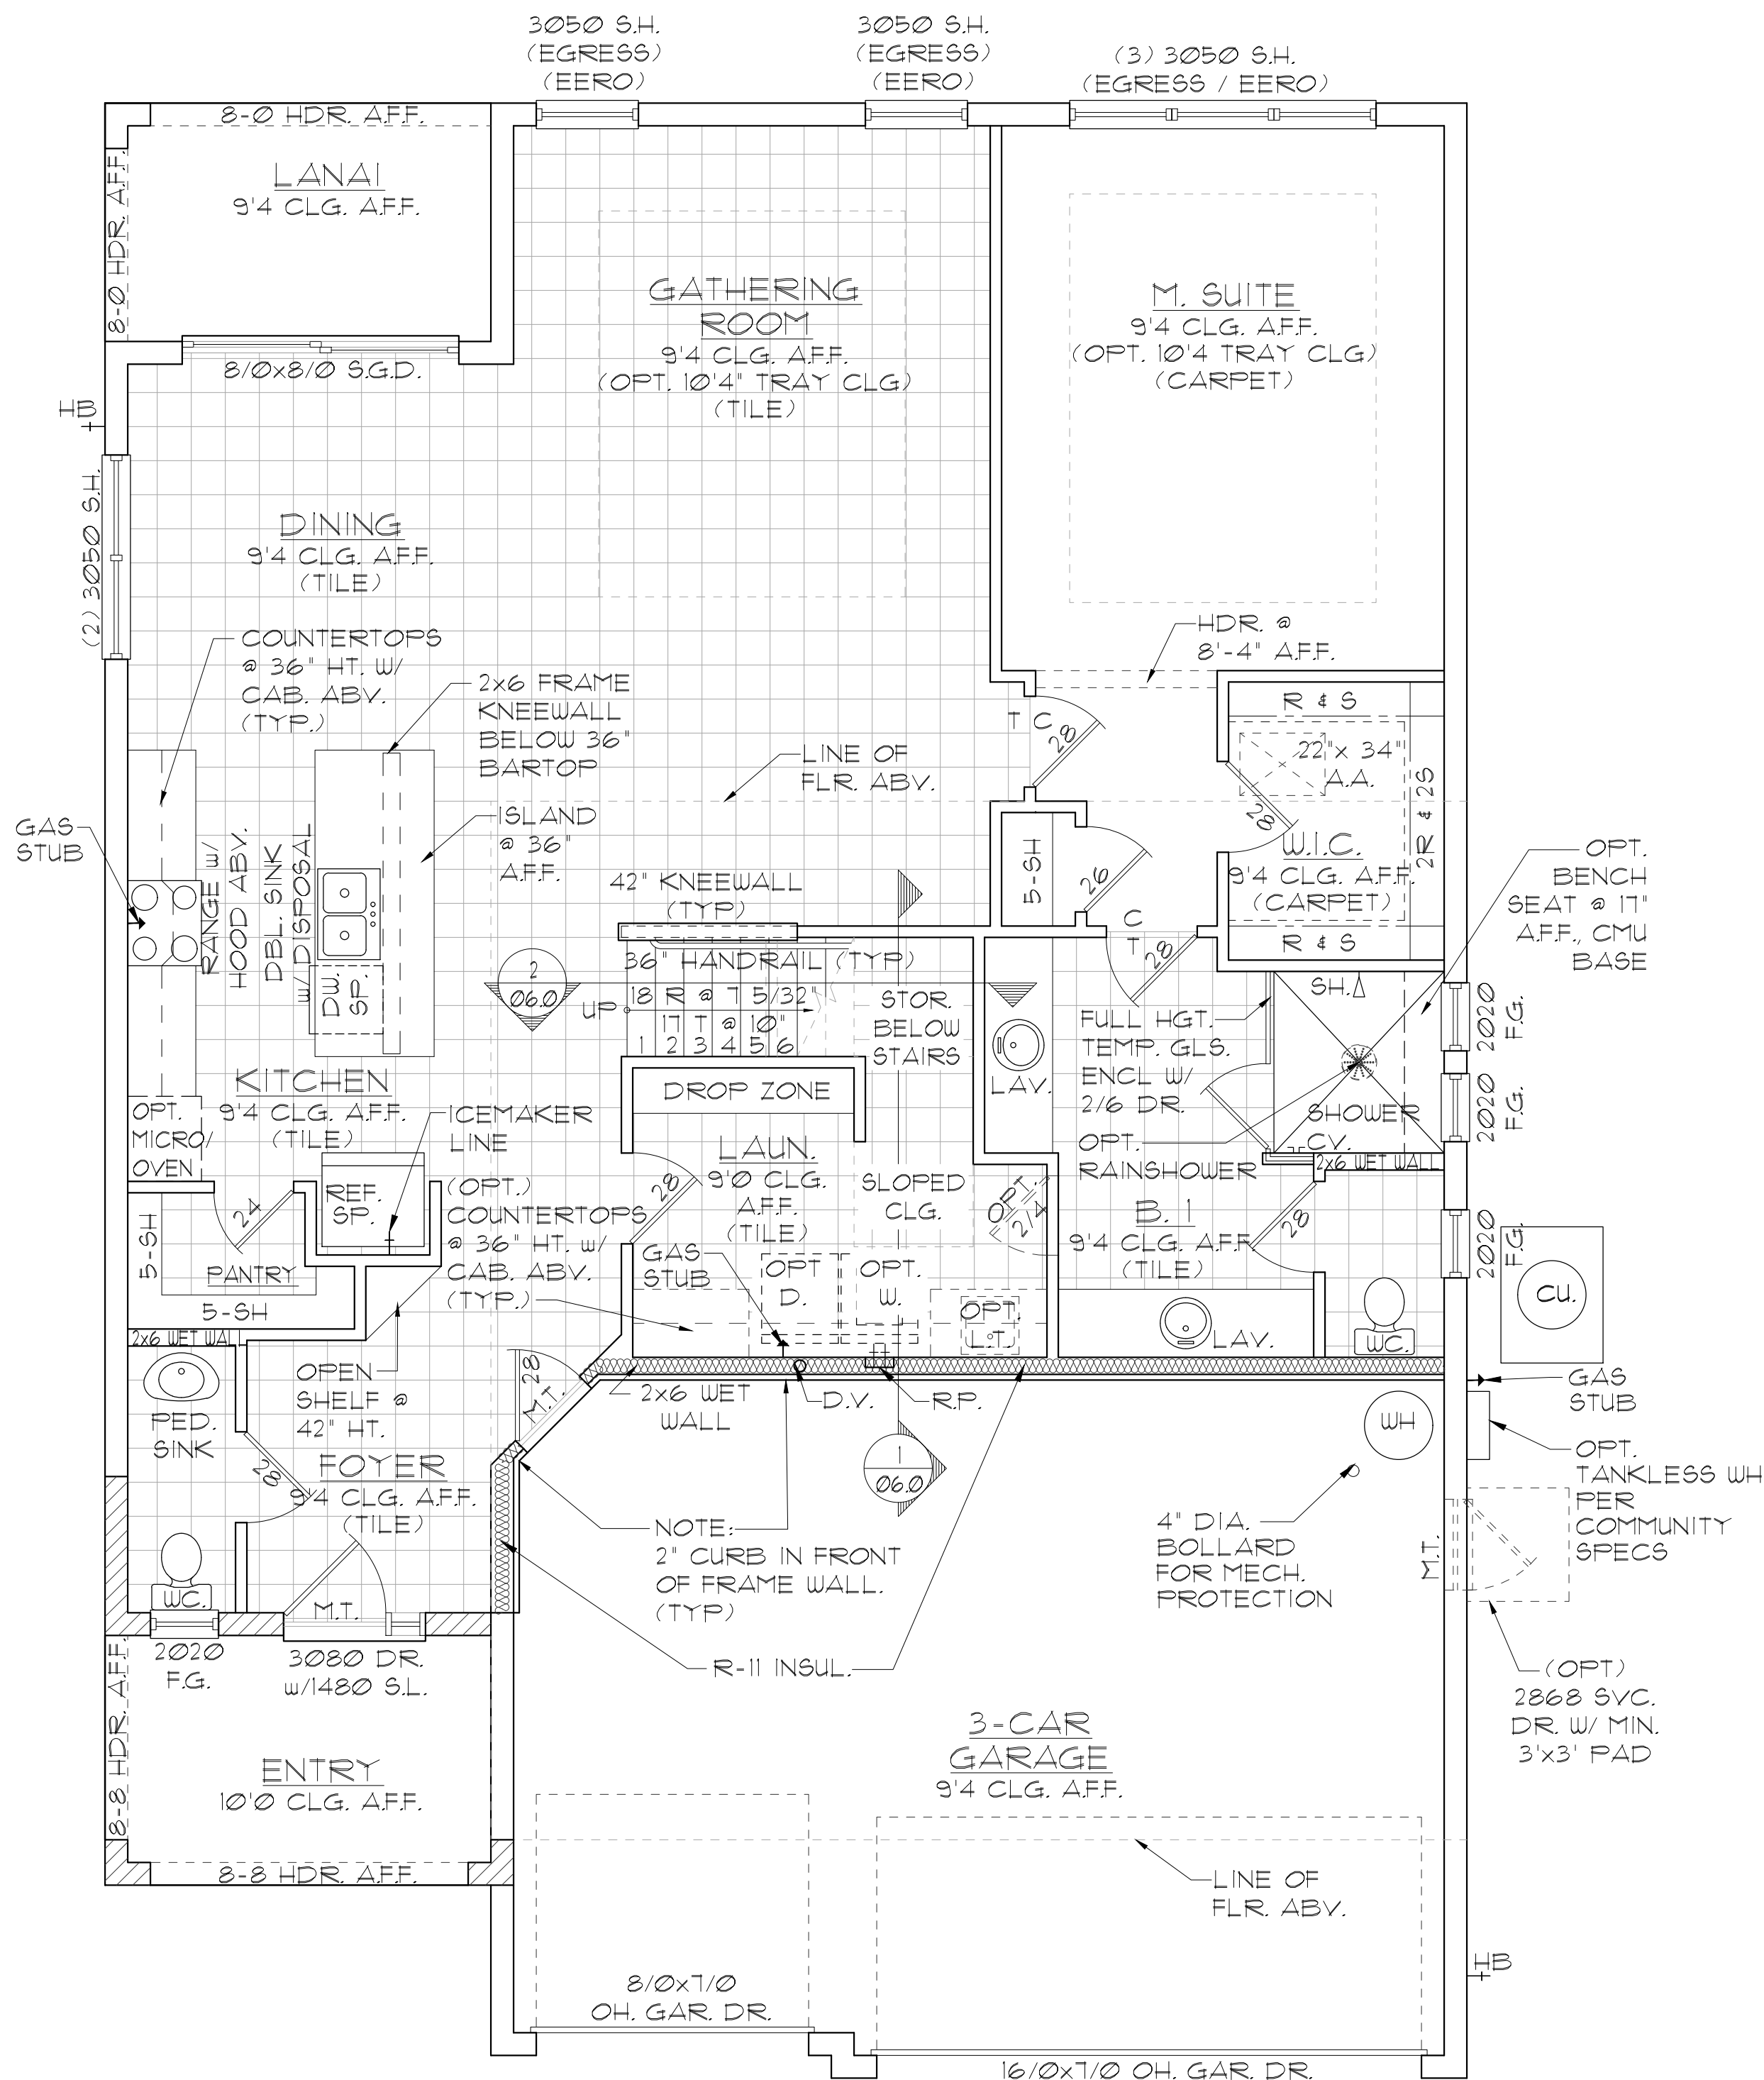 3050 S.H.
(EGRESS)
(EERO)
3050 S.H.
(EGRESS)
(EERO)
(3) 3050 S.H.
(EGRESS / EERO)
8-0 HDR. A.F.F.
8-0 HDR. A.F.F.
LANAI
9'4 CLG. A.F.F.
GATHERING
ROOM
9'4 CLG. A.F.F.
(OPT. 10'4" TRAY CLG)
(TILE)
M. SUITE
9'4 CLG. A.F.F.
(OPT. 10'4 TRAY CLG)
(CARPET)
8/0x8/0 S.G.D.
HB
(2) 3050 S.H.
DINING
9'4 CLG. A.F.F.
(TILE)
COUNTERTOPS
@ 36" HT. W/
CAB. ABV.
(TYP.)
2x6 FRAME
KNEEWALL
BELOW 36"
BARTOP
HDR. @
8'-4" A.F.F.
R & S
T C
28
22"x 34"
A.A.
2R & 2S
LINE OF
FLR. ABV.
ISLAND
@ 36"
A.F.F.
GAS
STUB
RANGE w/
HOOD ABV.
DBL. SINK
w/ DISPOSAL
28
W.I.C.
9'4 CLG. A.F.F.
(CARPET)
R & S
5-SH
26
OPT.
BENCH
SEAT @ 17"
A.F.F., CMU
BASE
42" KNEEWALL
(TYP)
C
T
28
DW.
SP.
2
06.0
36" HANDRAIL (TYP)
UP
18 R @ 7 5/32"
17 T @ 10"
1 2 3 4 5 6
STOR.
BELOW
STAIRS
LAV.
FULL HGT.
TEMP. GLS.
ENCL W/
2/6 DR.
SH.
2020
F.G.
2020
F.G.
SHOWER
CV.
OPT.
RAINSHOWER
2x6 WET WALL
KITCHEN
9'4 CLG. A.F.F.
(TILE)
OPT.
MICRO/
OVEN
ICEMAKER
LINE
DROP ZONE
LAUN.
9'0 CLG.
A.F.F.
(TILE)
28
SLOPED
CLG.
OPT.
2/4
B. 1
9'4 CLG. A.F.F.
(TILE)
28
2020
F.G.
CU.
REF.
SP.
24
5-SH
PANTRY
5-SH
(OPT.)
COUNTERTOPS
@ 36" HT. w/
CAB. ABV.
(TYP.)
GAS
STUB
OPT
D.
OPT.
W.
OPT.
L.T.
LAV.
WC.
2x6 WET WALL
PED.
SINK
OPEN
SHELF @
42" HT.
28
M.T.
2x6 WET
WALL
D.V.
R.P.
WH
GAS
STUB
28
FOYER
9'4 CLG. A.F.F.
(TILE)
1
06.0
OPT.
TANKLESS WH
PER
COMMUNITY
SPECS
NOTE:
2" CURB IN FRONT
OF FRAME WALL.
(TYP)
4" DIA.
BOLLARD
FOR MECH.
PROTECTION
M.T.
WC.
M.T.
2020
F.G.
3080 DR.
w/1480 S.L.
R-11 INSUL.
(OPT)
2868 SVC.
DR. W/ MIN.
3'x3' PAD
8-8 HDR. A.F.F.
ENTRY
10'0 CLG. A.F.F.
8-8 HDR. A.F.F.
3-CAR
GARAGE
9'4 CLG. A.F.F.
LINE OF
FLR. ABV.
HB
8/0x7/0
OH. GAR. DR.
16/0x7/0 OH. GAR. DR.